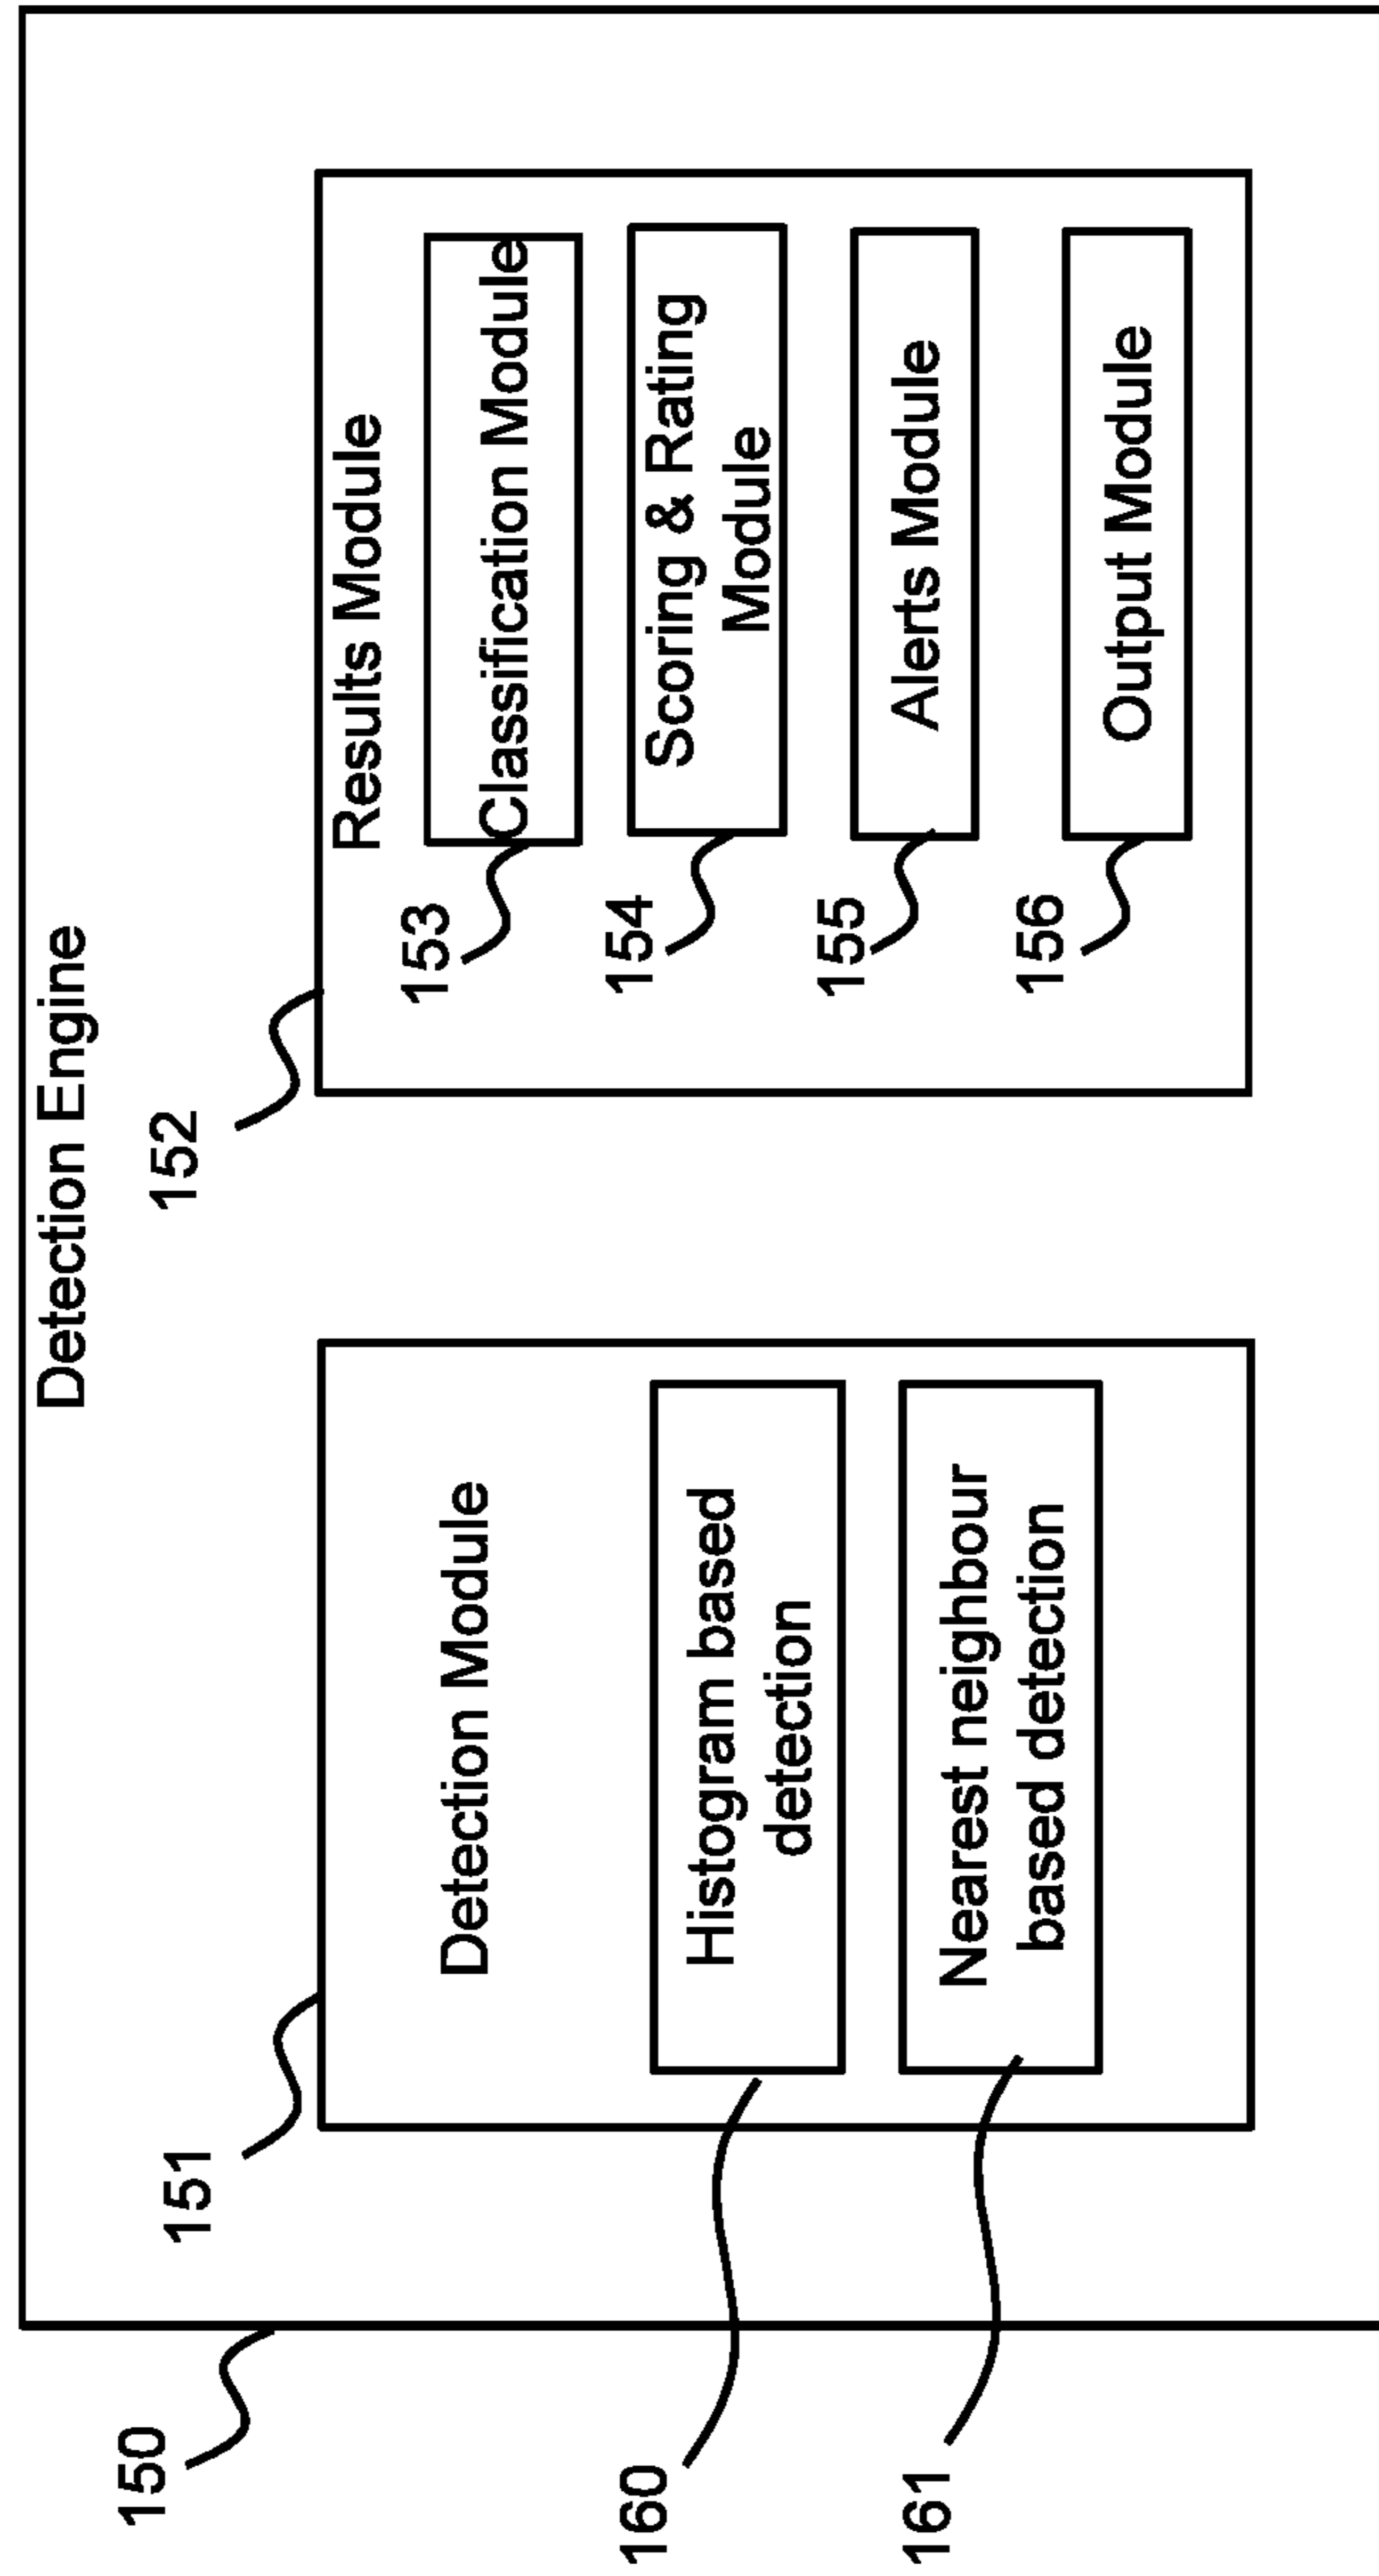 Detection Engine
150
151
Detection Module
160
Histogram based
detection
161
Nearest neighbour
based detection
152
Results Module
153
Classification Module
154
Scoring & Rating
Module
155
Alerts Module
156
Output Module